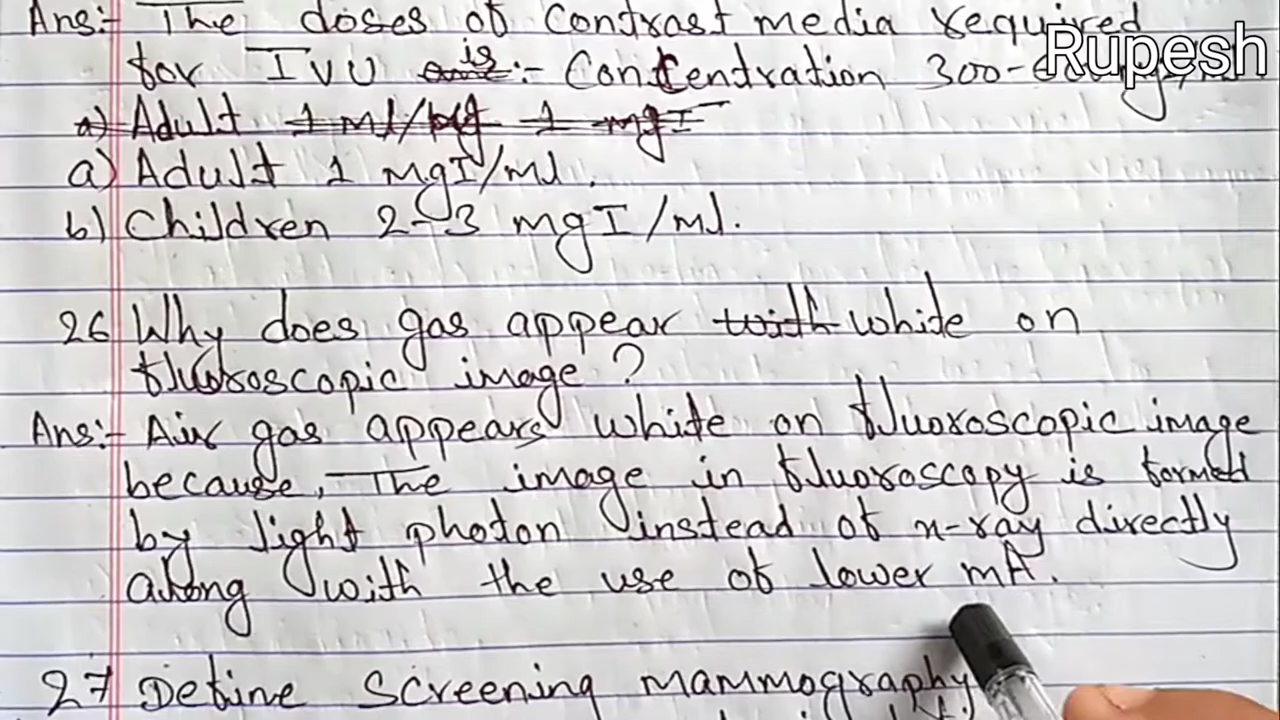 Ans:- The doses of contrast media required
Rupesh
for IVU is :- Concentration 300-
a) Adult 1 ml/kg 1 mgI
a) Adult 1 mgI/ml.
b) Children 2-3 mgI/ml.
26 Why does gas appear with white on
fluoroscopic image ?
Ans:- Air gas appears white on fluoroscopic image
because, The image in fluoroscopy is formed
by light photon instead of x-ray directly
along with the use of lower mA.
27 Define Screening mammography